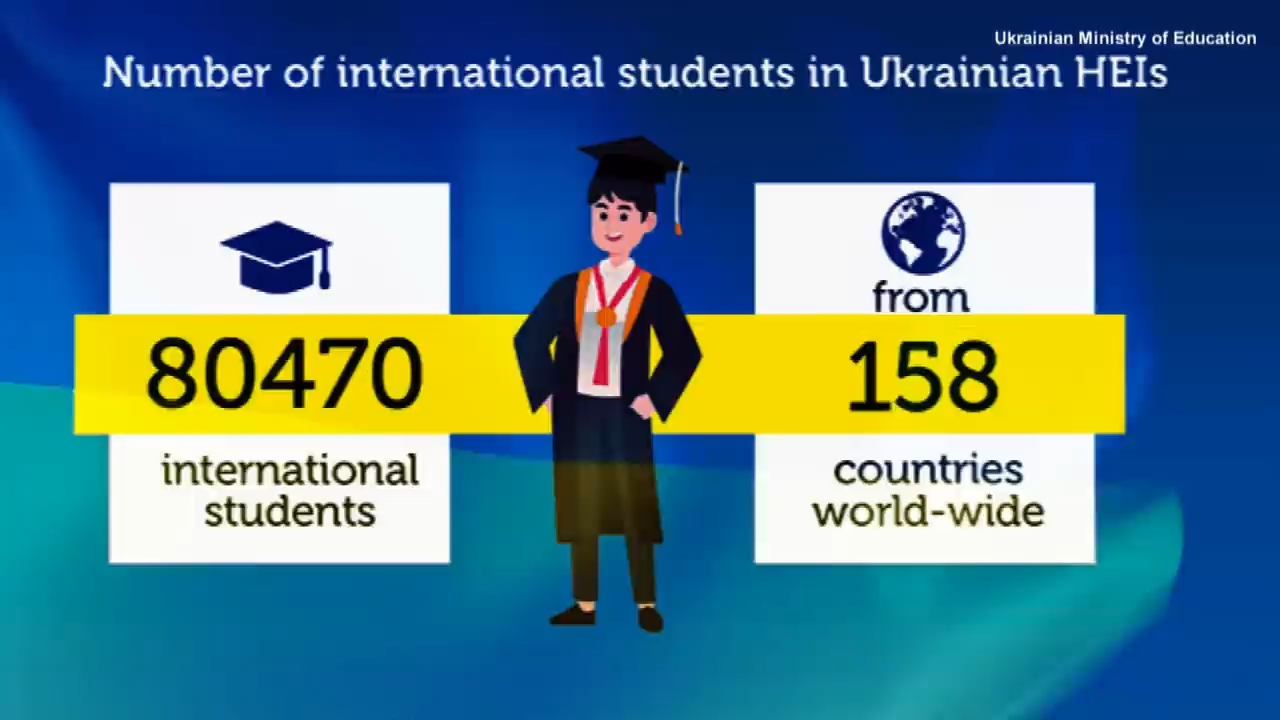 Ukrainian Ministry of Education
Number of international students in Ukrainian HEIs
80470
international
students
from
158
countries
world-wide